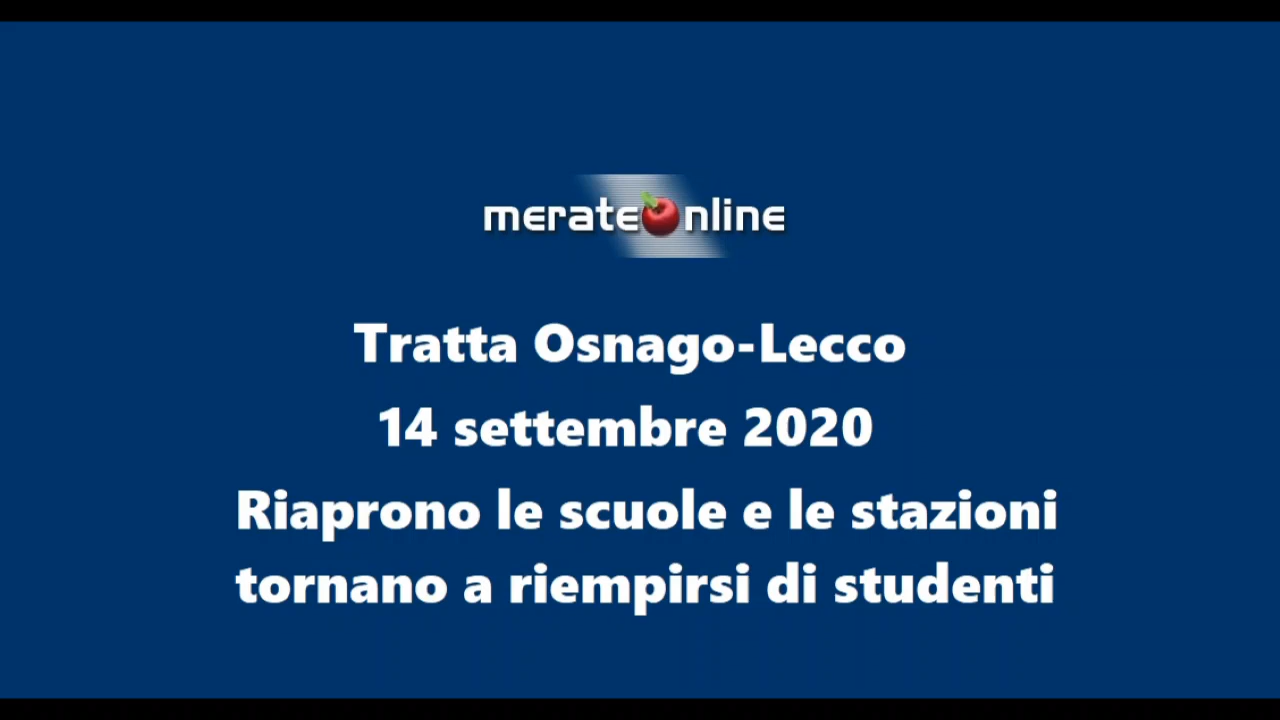 merateonline
Tratta Osnago-Lecco
14 settembre 2020
Riaprono le scuole e le stazioni
tornano a riempirsi di studenti